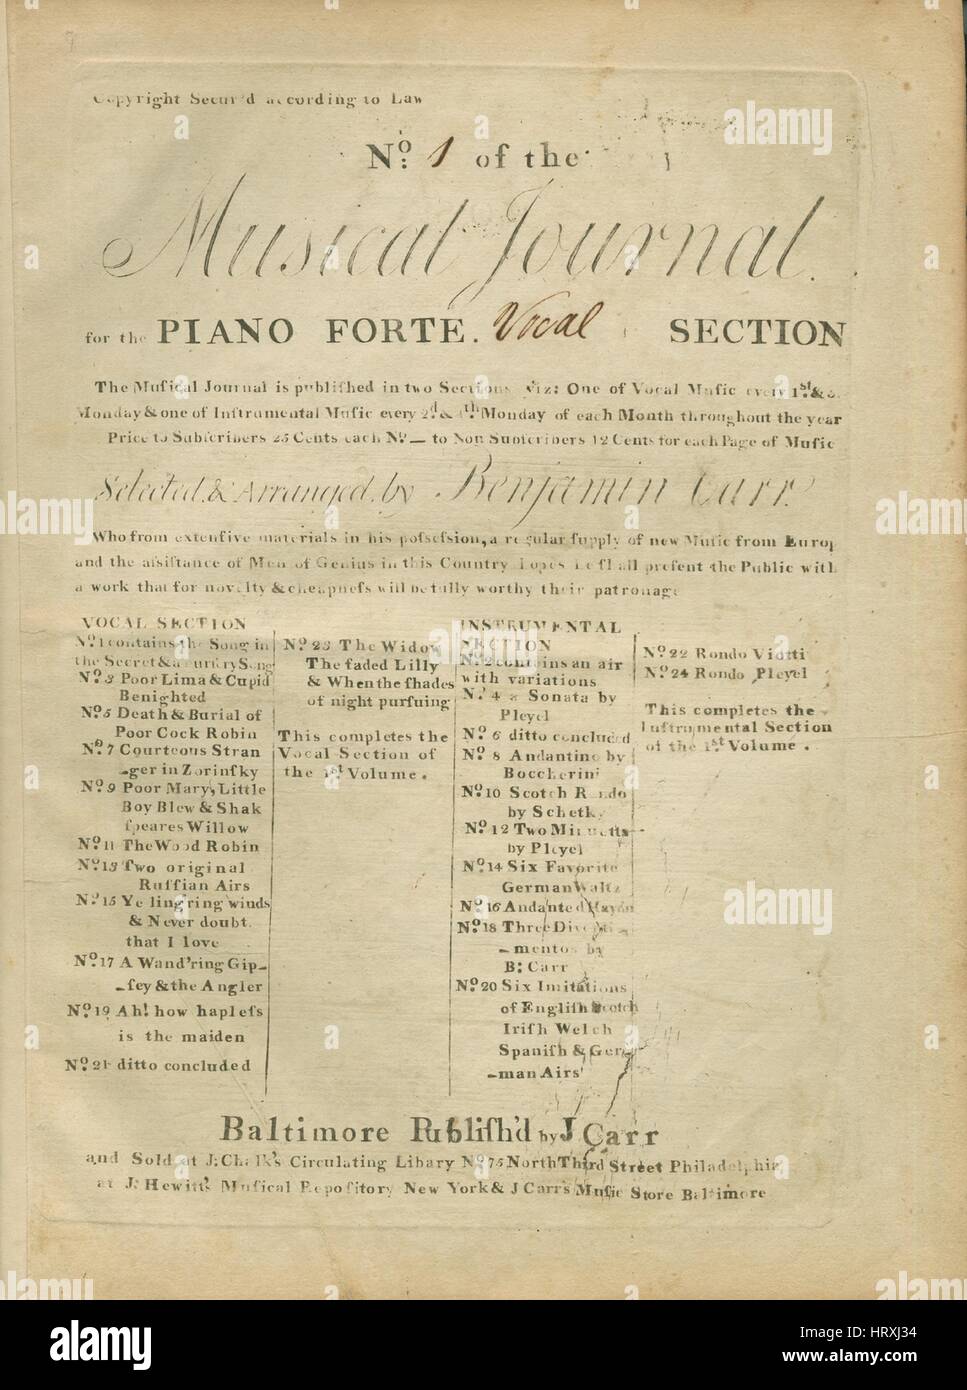 Copyright Secur'd according to Law
No. 1 of the
Musical Journal.
for the PIANO FORTE. Vocal SECTION
The Muſical Journal is publiſhed in two Sections Viz: One of Vocal Muſic every 1st & 3.
Monday & one of Inſtrumental Muſic every 2d. & 4th. Monday of each Month throughout the year
Price to Subſcribers 25 Cents each No. — to Non Subſcribers 12 Cents for each Page of Muſic
Selected & Arranged by Benjamin Carr.
Who from extenſive materials in his poſseſsion, a regular ſupply of new Muſic from Europ
and the aſsiſtance of Men of Genius in this Country hopes he ſhall preſent the Public with
a work that for novelty & cheapneſs will be fully worthy their patronage
VOCAL SECTION
No. 1 contains the Song in
the Secret & a Sung
No. 3 Poor Lima & Cupid
Benighted
No. 5 Death & Burial of
Poor Cock Robin
No. 7 Courteous Stran
-ger in Zorinſky
No. 9 Poor Mary, Little
Boy Blew & Shak
ſpeares Willow
No. 11 The Wood Robin
No. 13 Two original
Ruſſian Airs
No. 15 Ye ling'ring winds
& Never doubt
that I love
No. 17 A Wand'ring Gip-
-ſey & the Angler
No. 19 Ah! how hapleſs
is the maiden
No. 21 ditto concluded
No. 23 The Widow
The faded Lilly
& When the ſhades
of night purſuing
This completes the
Vocal Section of
the 1st Volume.
INSTRUMENTAL
SECTION
No. 2 contains an air
with variations
No. 4 a Sonata by
Pleyel
No. 6 ditto concluded
No. 8 Andantino by
Boccherini
No. 10 Scotch Rondo
by Schetky
No. 12 Two Minuetts
by Pleyel
No. 14 Six Favorite
German Waltz
No. 16 Andante d Haydn
No. 18 Three Diverti
-mentos by
B: Carr
No. 20 Six Imitations
of Engliſh Scotch
Iriſh Welch
Spaniſh & Ger
-man Airs
No. 22 Rondo Viotti
No. 24 Rondo Pleyel
This completes the
Inſtrumental Section
of the 1st Volume.
Baltimore Publiſh'd by J Carr
and Sold at J: Chalk's Circulating Libary No. 75 North Third Street Philadelphia
at J. Hewitt's Muſical Repoſitory New York & J Carrs Muſic Store Baltimore
alamy
alamy
alamy
alamy
alamy
alamy
alamy
Image ID: HRXJ34
www.alamy.com